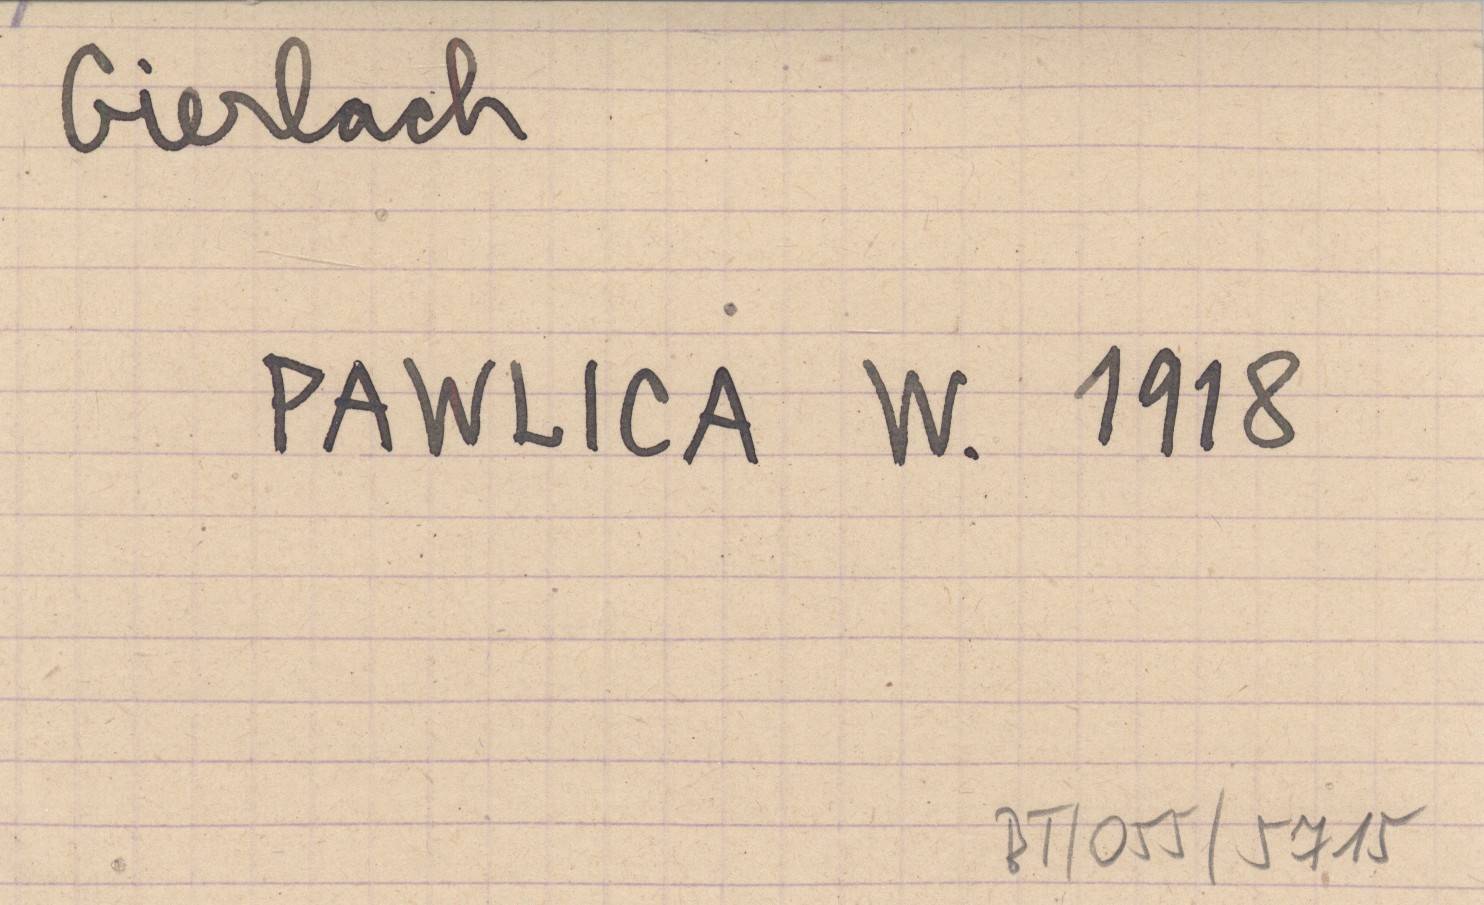 Gierlach
PAWLICA W. 1918
BT/055/5715